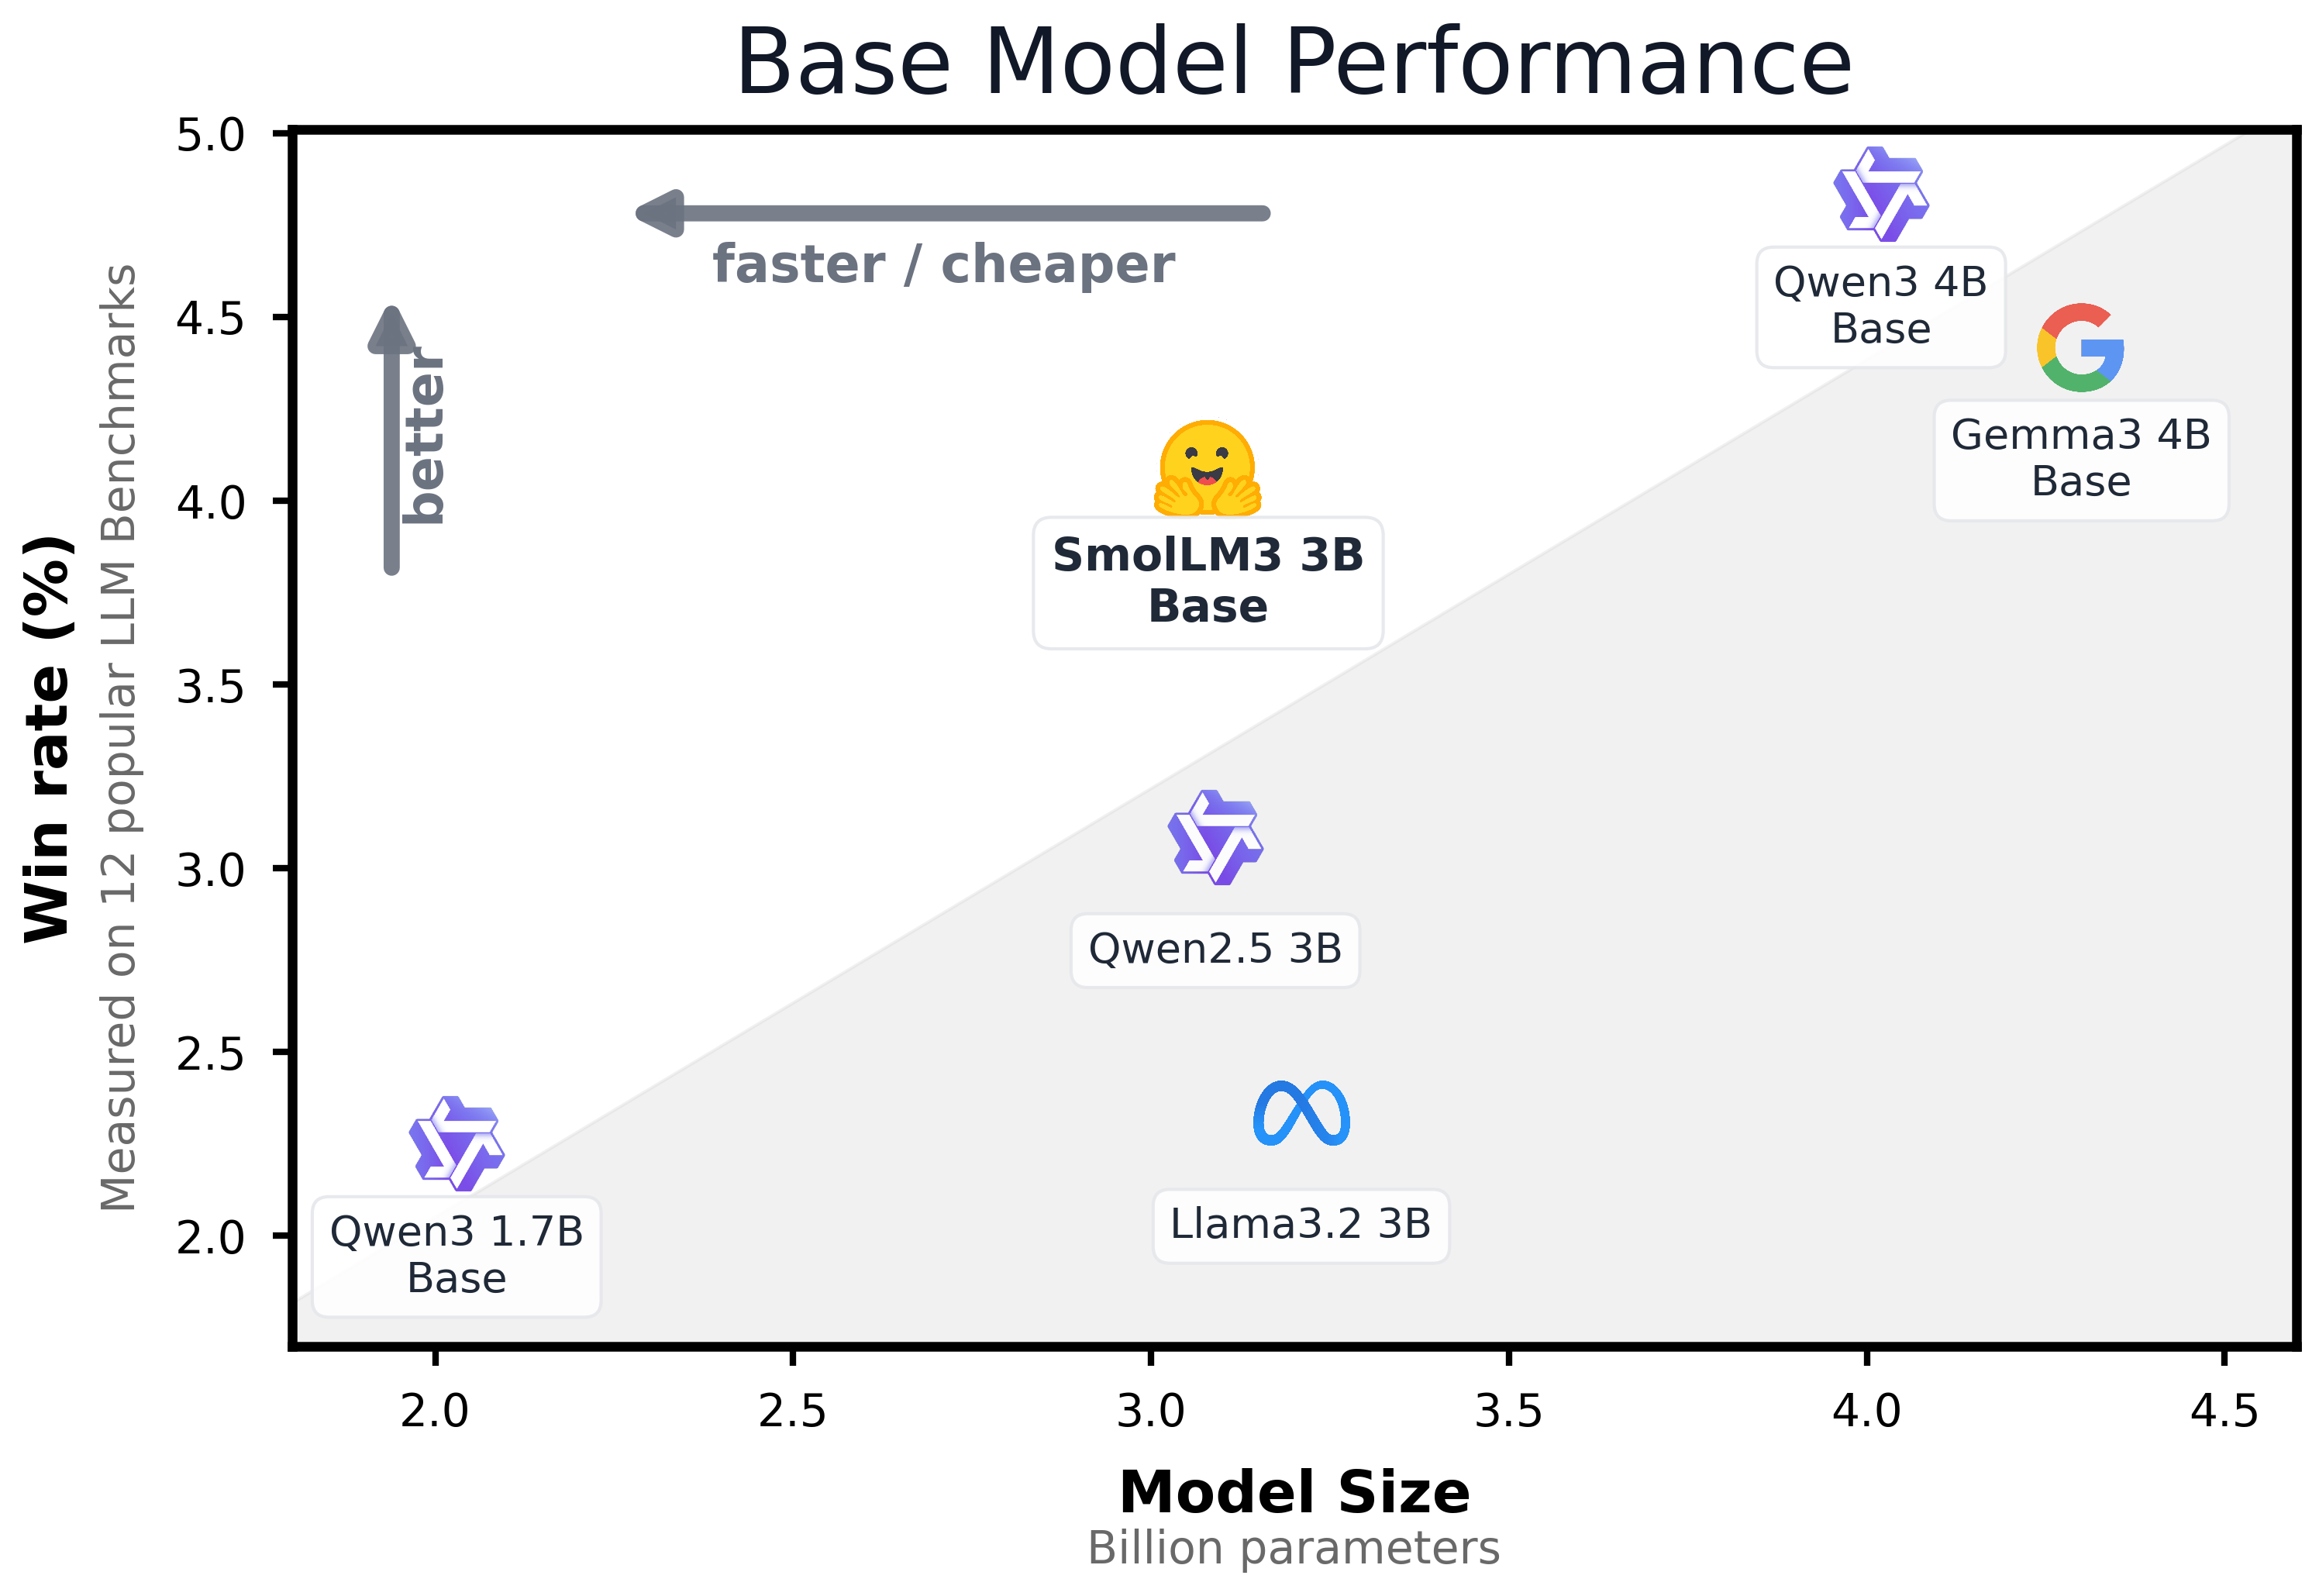 Base Model Performance
Win rate (%)
Measured on 12 popular LLM Benchmarks
5.0
4.5
4.0
3.5
3.0
2.5
2.0
faster / cheaper
better
Qwen3 4B
Base
Gemma3 4B
Base
SmolLM3 3B
Base
Qwen2.5 3B
Llama3.2 3B
Qwen3 1.7B
Base
2.0
2.5
3.0
3.5
4.0
4.5
Model Size
Billion parameters